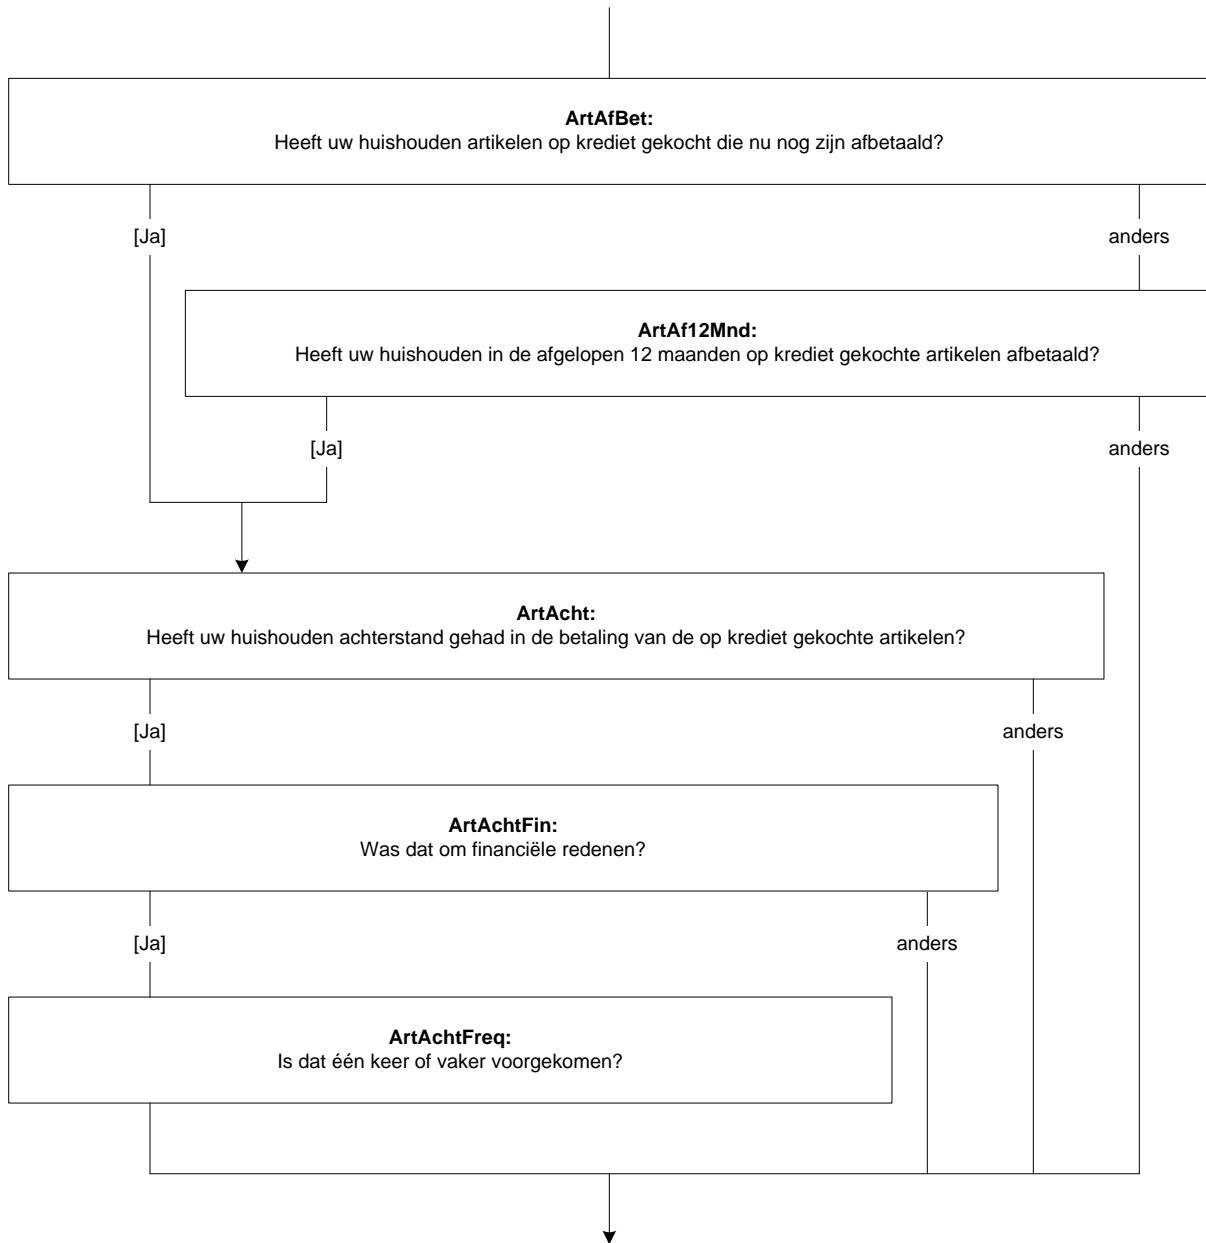 ArtAfBet:
Heeft uw huishouden artikelen op krediet gekocht die nu nog zijn afbetaald?
[Ja]
anders
ArtAf12Mnd:
Heeft uw huishouden in de afgelopen 12 maanden op krediet gekochte artikelen afbetaald?
[Ja]
anders
ArtAcht:
Heeft uw huishouden achterstand gehad in de betaling van de op krediet gekochte artikelen?
[Ja]
anders
ArtAchtFin:
Was dat om financiële redenen?
[Ja]
anders
ArtAchtFreq:
Is dat één keer of vaker voorgekomen?